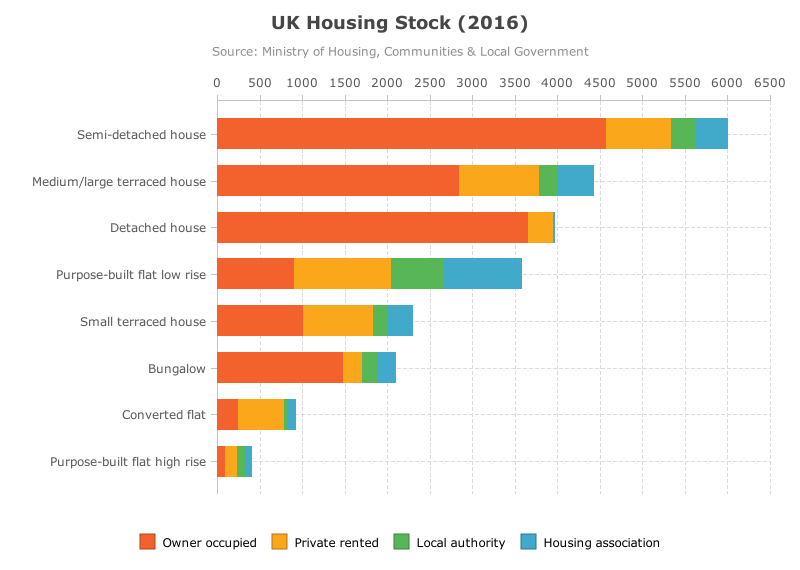 UK Housing Stock (2016)
Source: Ministry of Housing, Communities & Local Government
0 500 1000 1500 2000 2500 3000 3500 4000 4500 5000 5500 6000 6500
Semi-detached house
Medium/large terraced house
Detached house
Purpose-built flat low rise
Small terraced house
Bungalow
Converted flat
Purpose-built flat high rise
Owner occupied Private rented Local authority Housing association